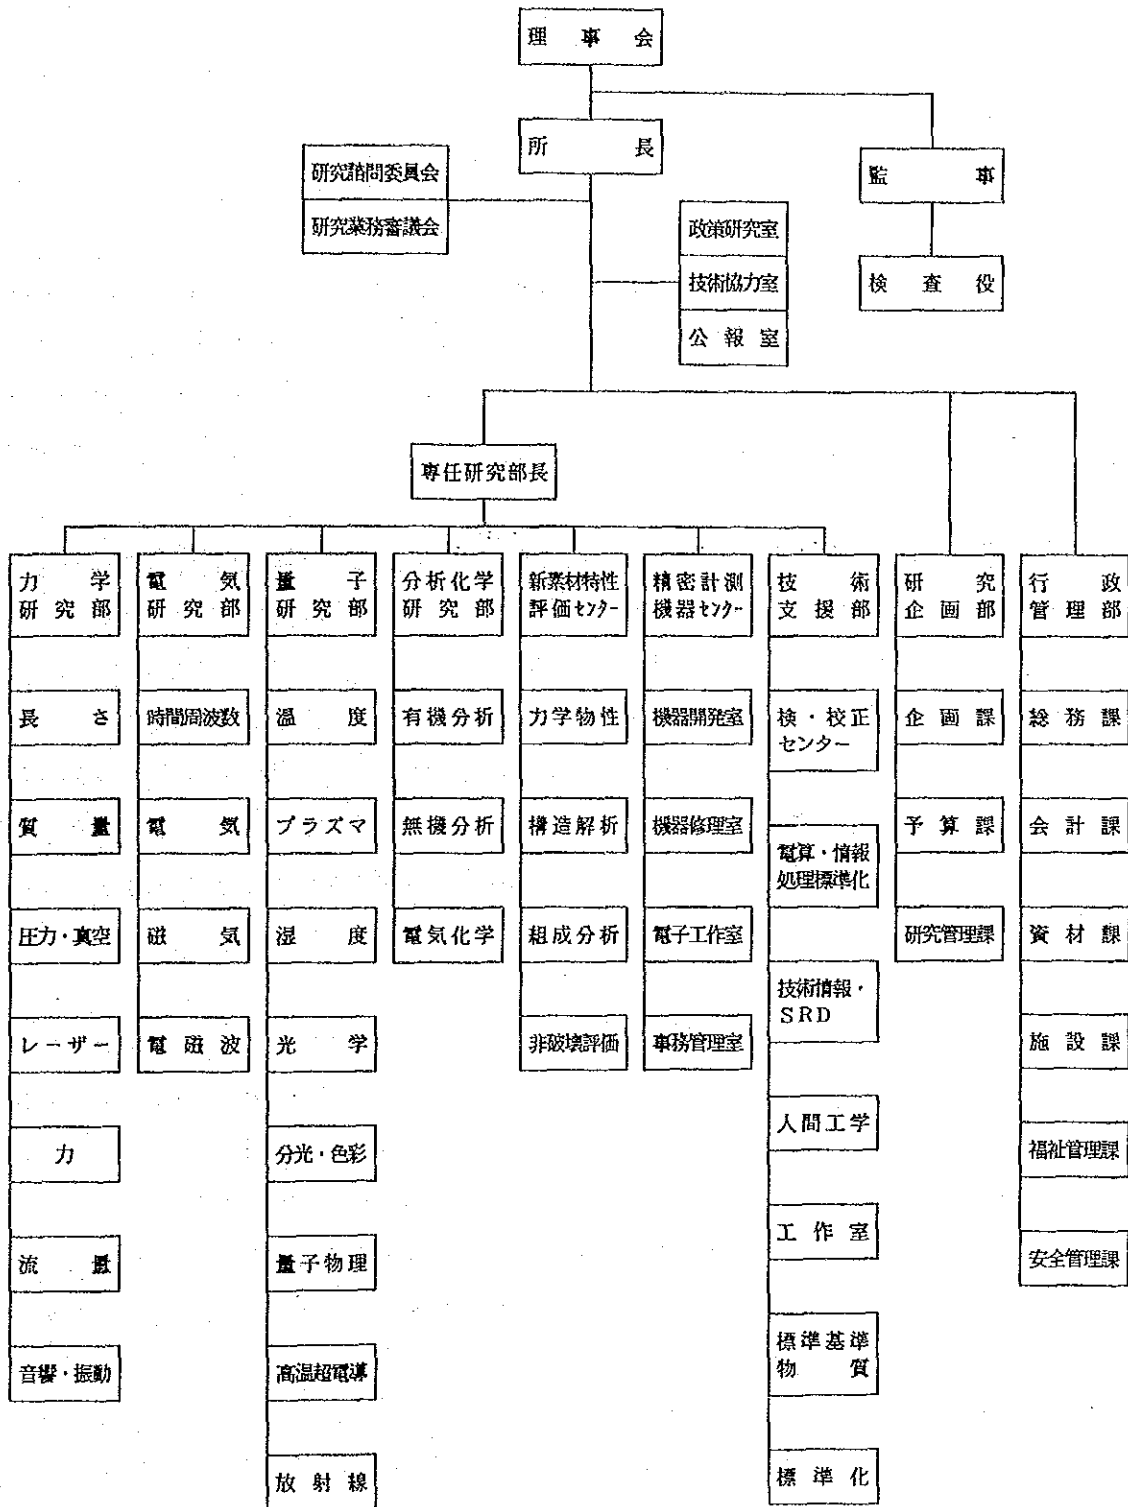 理事会
所長
研究諮問委員会
研究業務審議会
監事
政策研究室
技術協力室
公報室
検査役
専任研究部長
力学
研究部
長さ
質量
圧力・真空
レーザー
力
流量
音響・振動
電気
研究部
時間周波数
電気
磁気
電磁波
量子
研究部
温度
プラズマ
湿度
光学
分光・色彩
量子物理
高温超電導
放射線
分析化学
研究部
有機分析
無機分析
電気化学
新素材特性
評価センター
力学物性
構造解析
組成分析
非破壊評価
精密計測
機器センター
機器開発室
機器修理室
電子工作室
事務管理室
技術
支援部
検・校正
センター
電算・情報
処理標準化
技術情報・
SRD
人間工学
工作室
標準基準
物質
標準化
研究
企画部
企画課
予算課
研究管理課
行政
管理部
総務課
会計課
資材課
施設課
福祉管理課
安全管理課